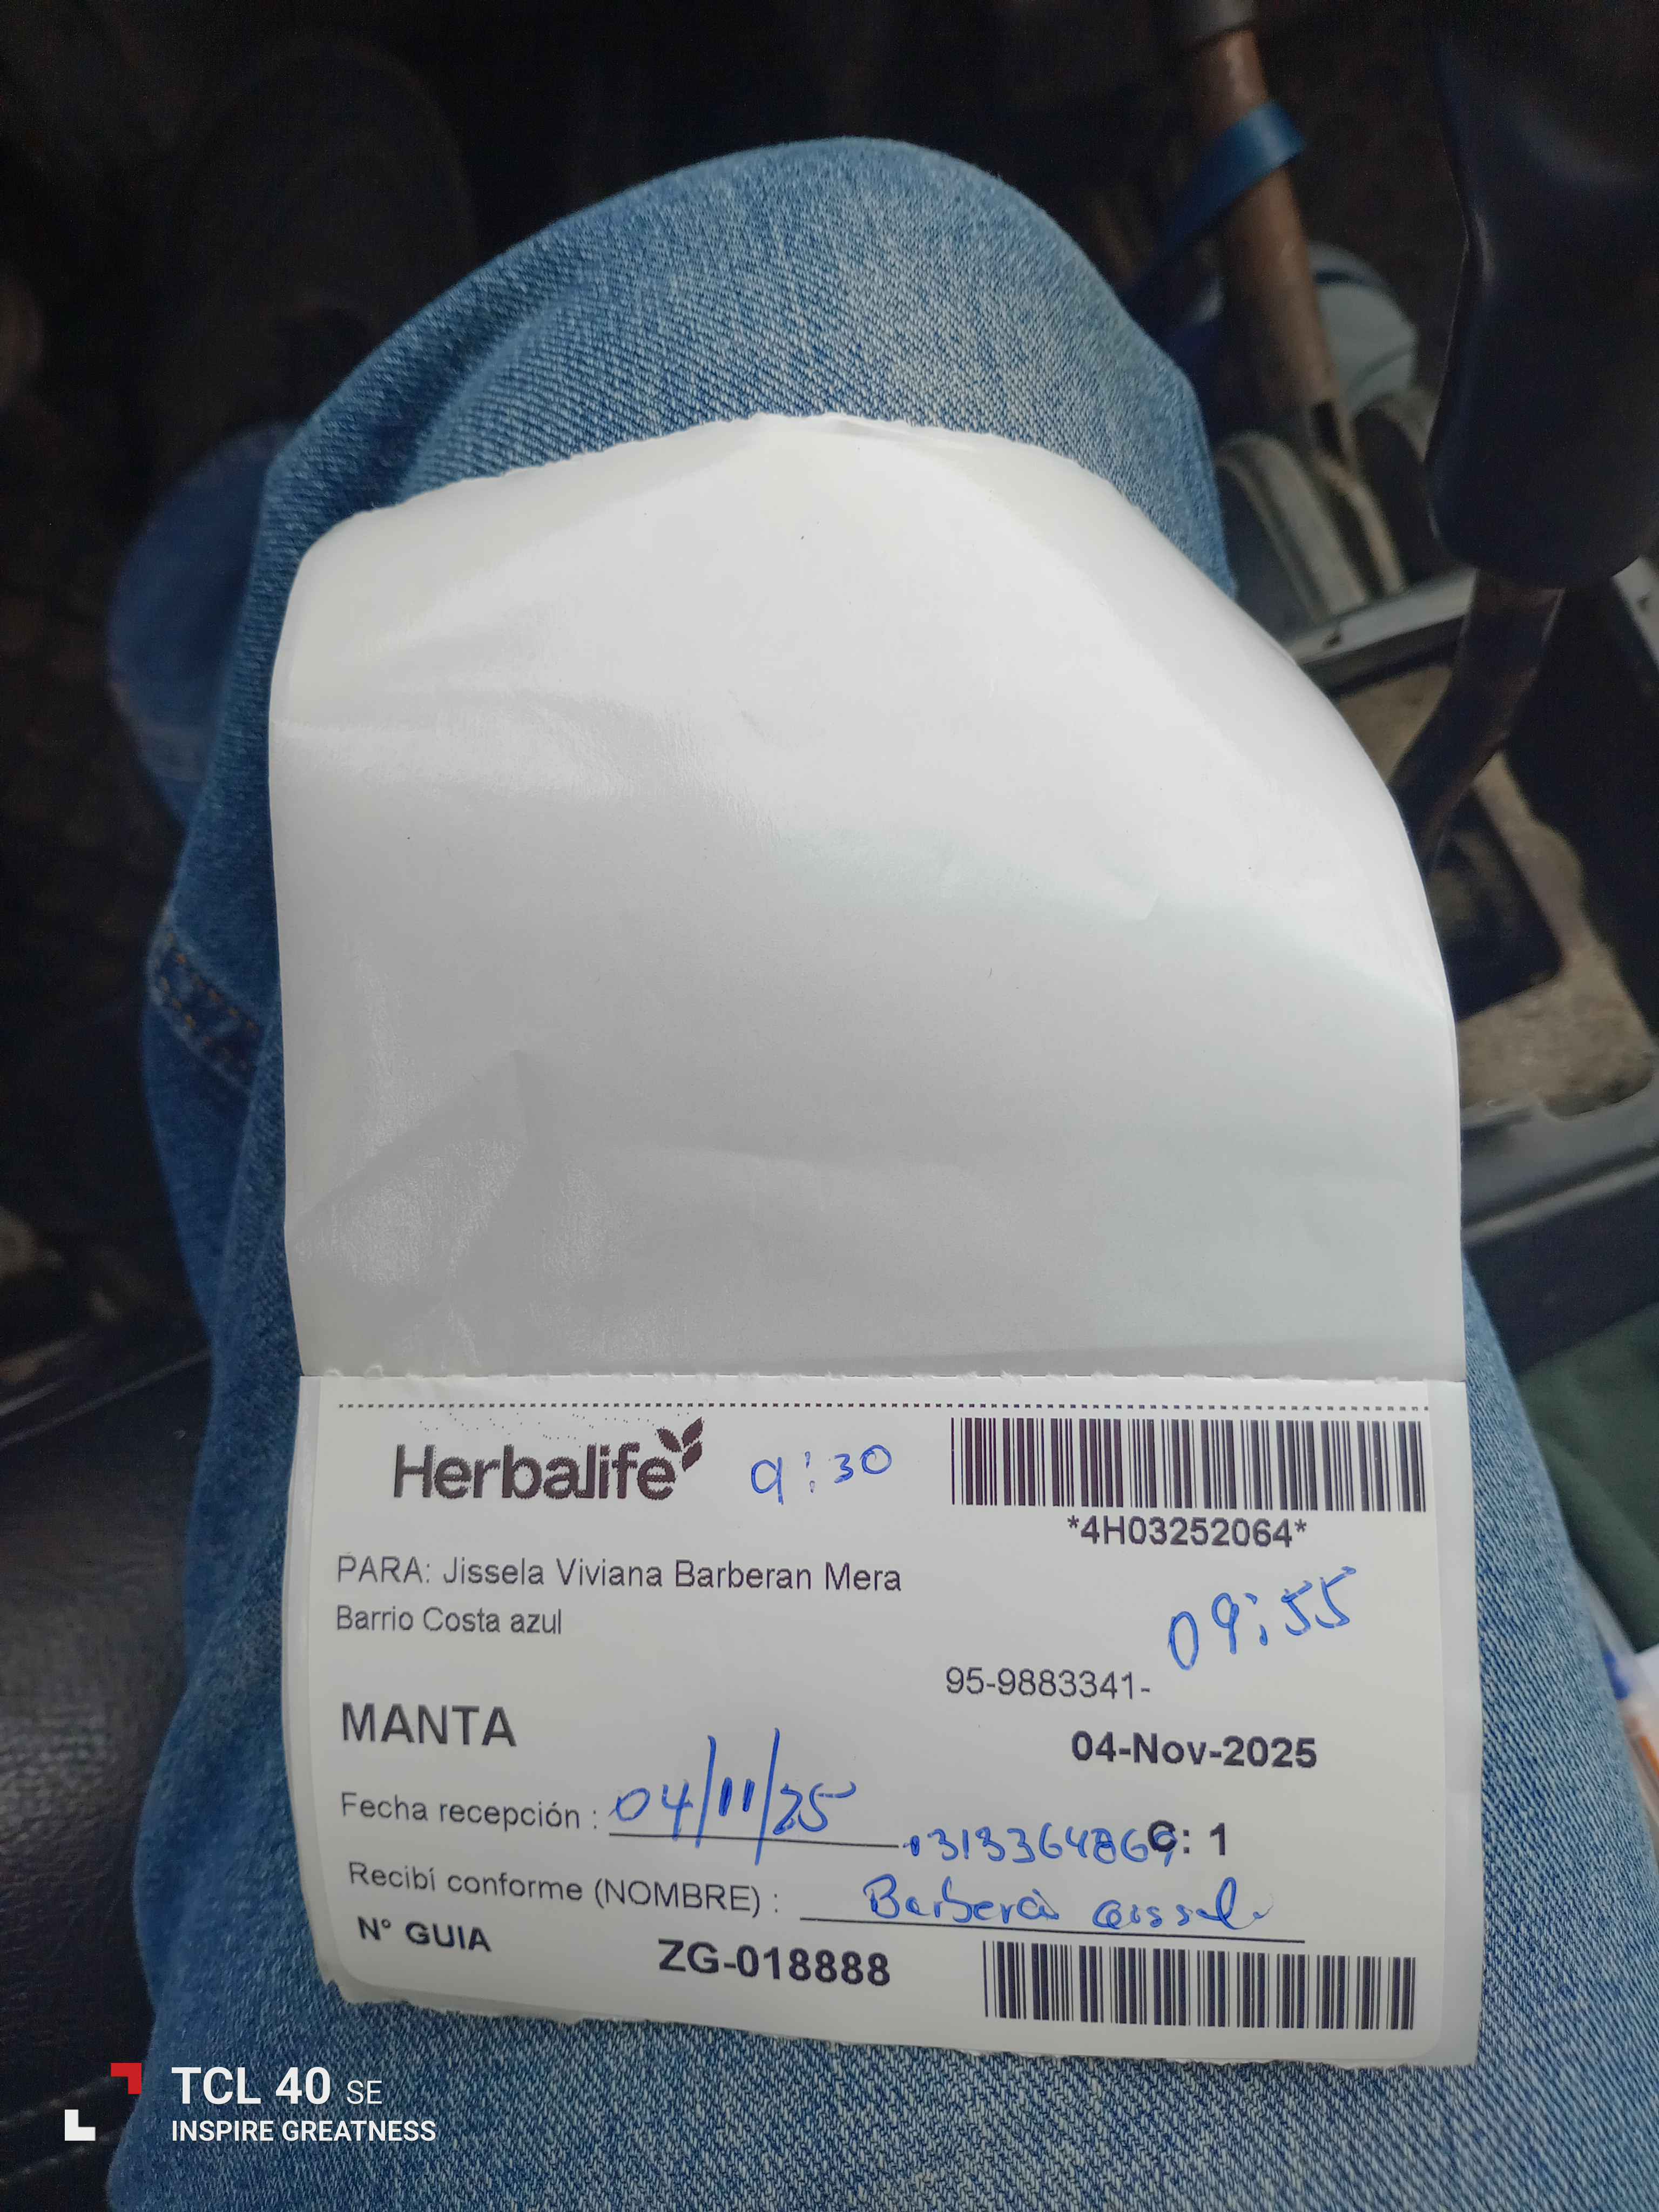 Herbalife 9:30
*4H03252064*
PARA: Jissela Viviana Barberan Mera
Barrio Costa azul
09:55
95-9883341-
MANTA
04-Nov-2025
Fecha recepción : 04/11/25
C: 1
Recibí conforme (NOMBRE) :
N° GUIA ZG-018888
TCL 40 SE
INSPIRE GREATNESS